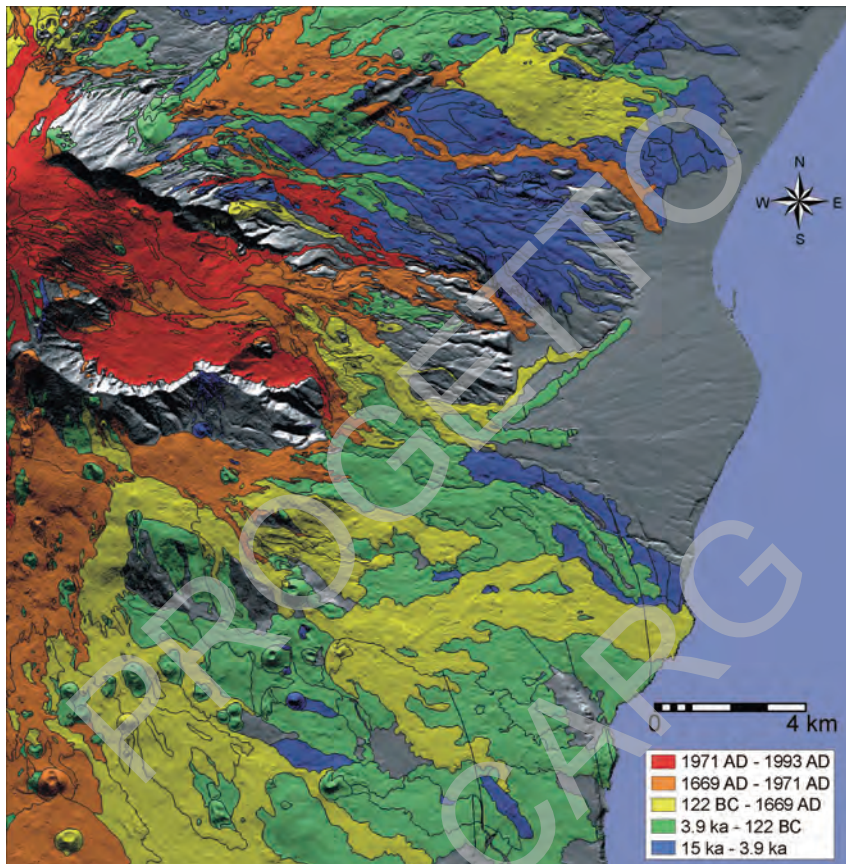 PROGETTO
CARG
N
W E
S
0 4 km
1971 AD - 1993 AD
1669 AD - 1971 AD
122 BC - 1669 AD
3.9 ka - 122 BC
15 ka - 3.9 ka